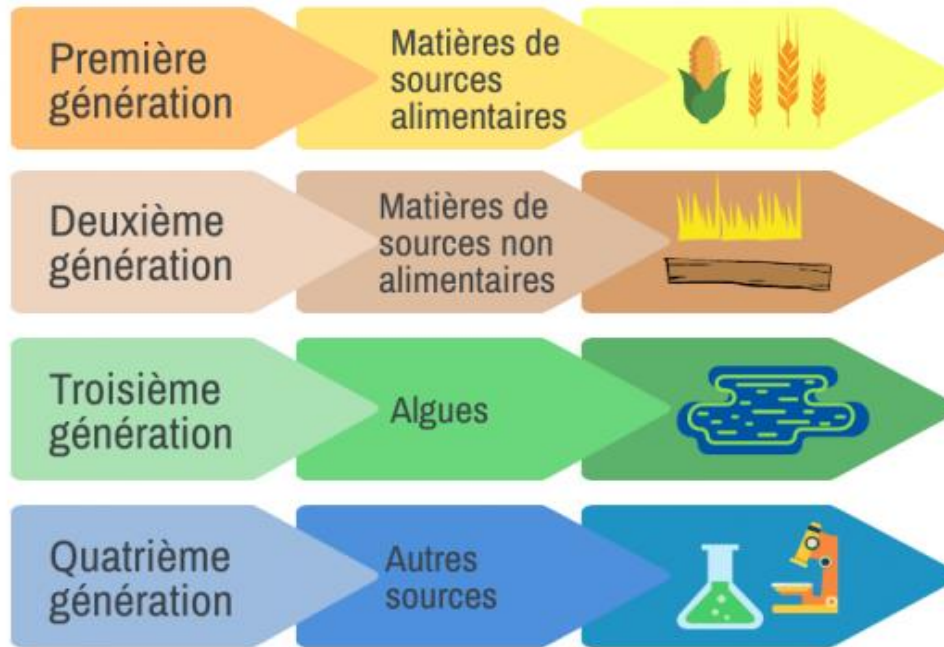 Première
génération
Matières de
sources
alimentaires
Deuxième
génération
Matières de
sources non
alimentaires
Troisième
génération
Algues
Quatrième
génération
Autres
sources